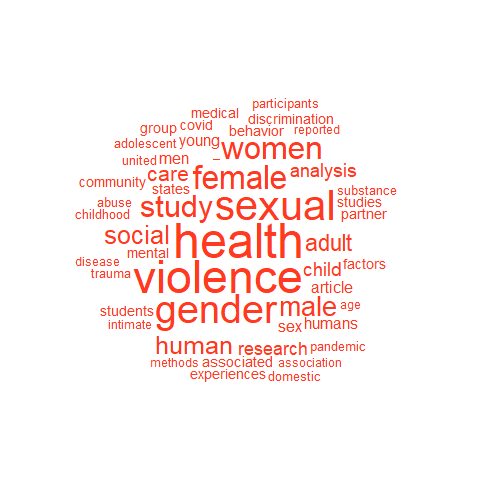 participants
medical
discrimination
group covid
behavior reported
adolescent young women
united men –
care female analysis
community states
substance
abuse study sexual studies
childhood partner
social health adult
mental
disease violence child factors
trauma article
students gender male age
intimate sex humans
human research pandemic
methods associated association
experiences domestic